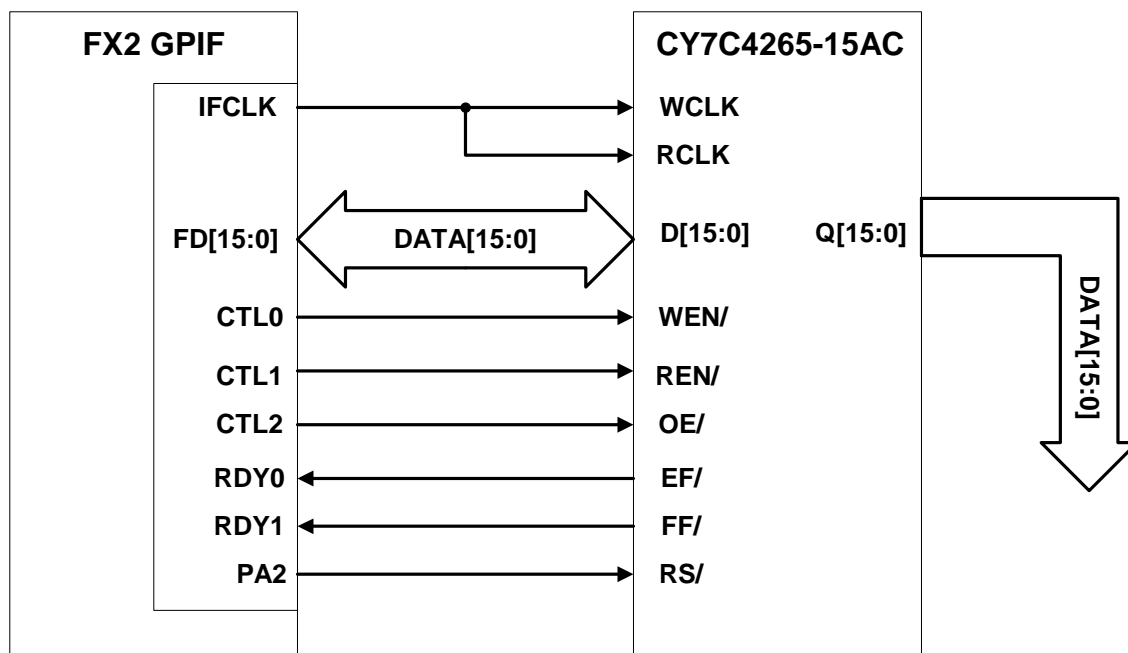 FX2 GPIF
CY7C4265-15AC
IFCLK
WCLK
RCLK
FD[15:0]
DATA[15:0]
D[15:0]
Q[15:0]
DATA[15:0]
CTL0
WEN/
CTL1
REN/
CTL2
OE/
RDY0
EF/
RDY1
FF/
PA2
RS/